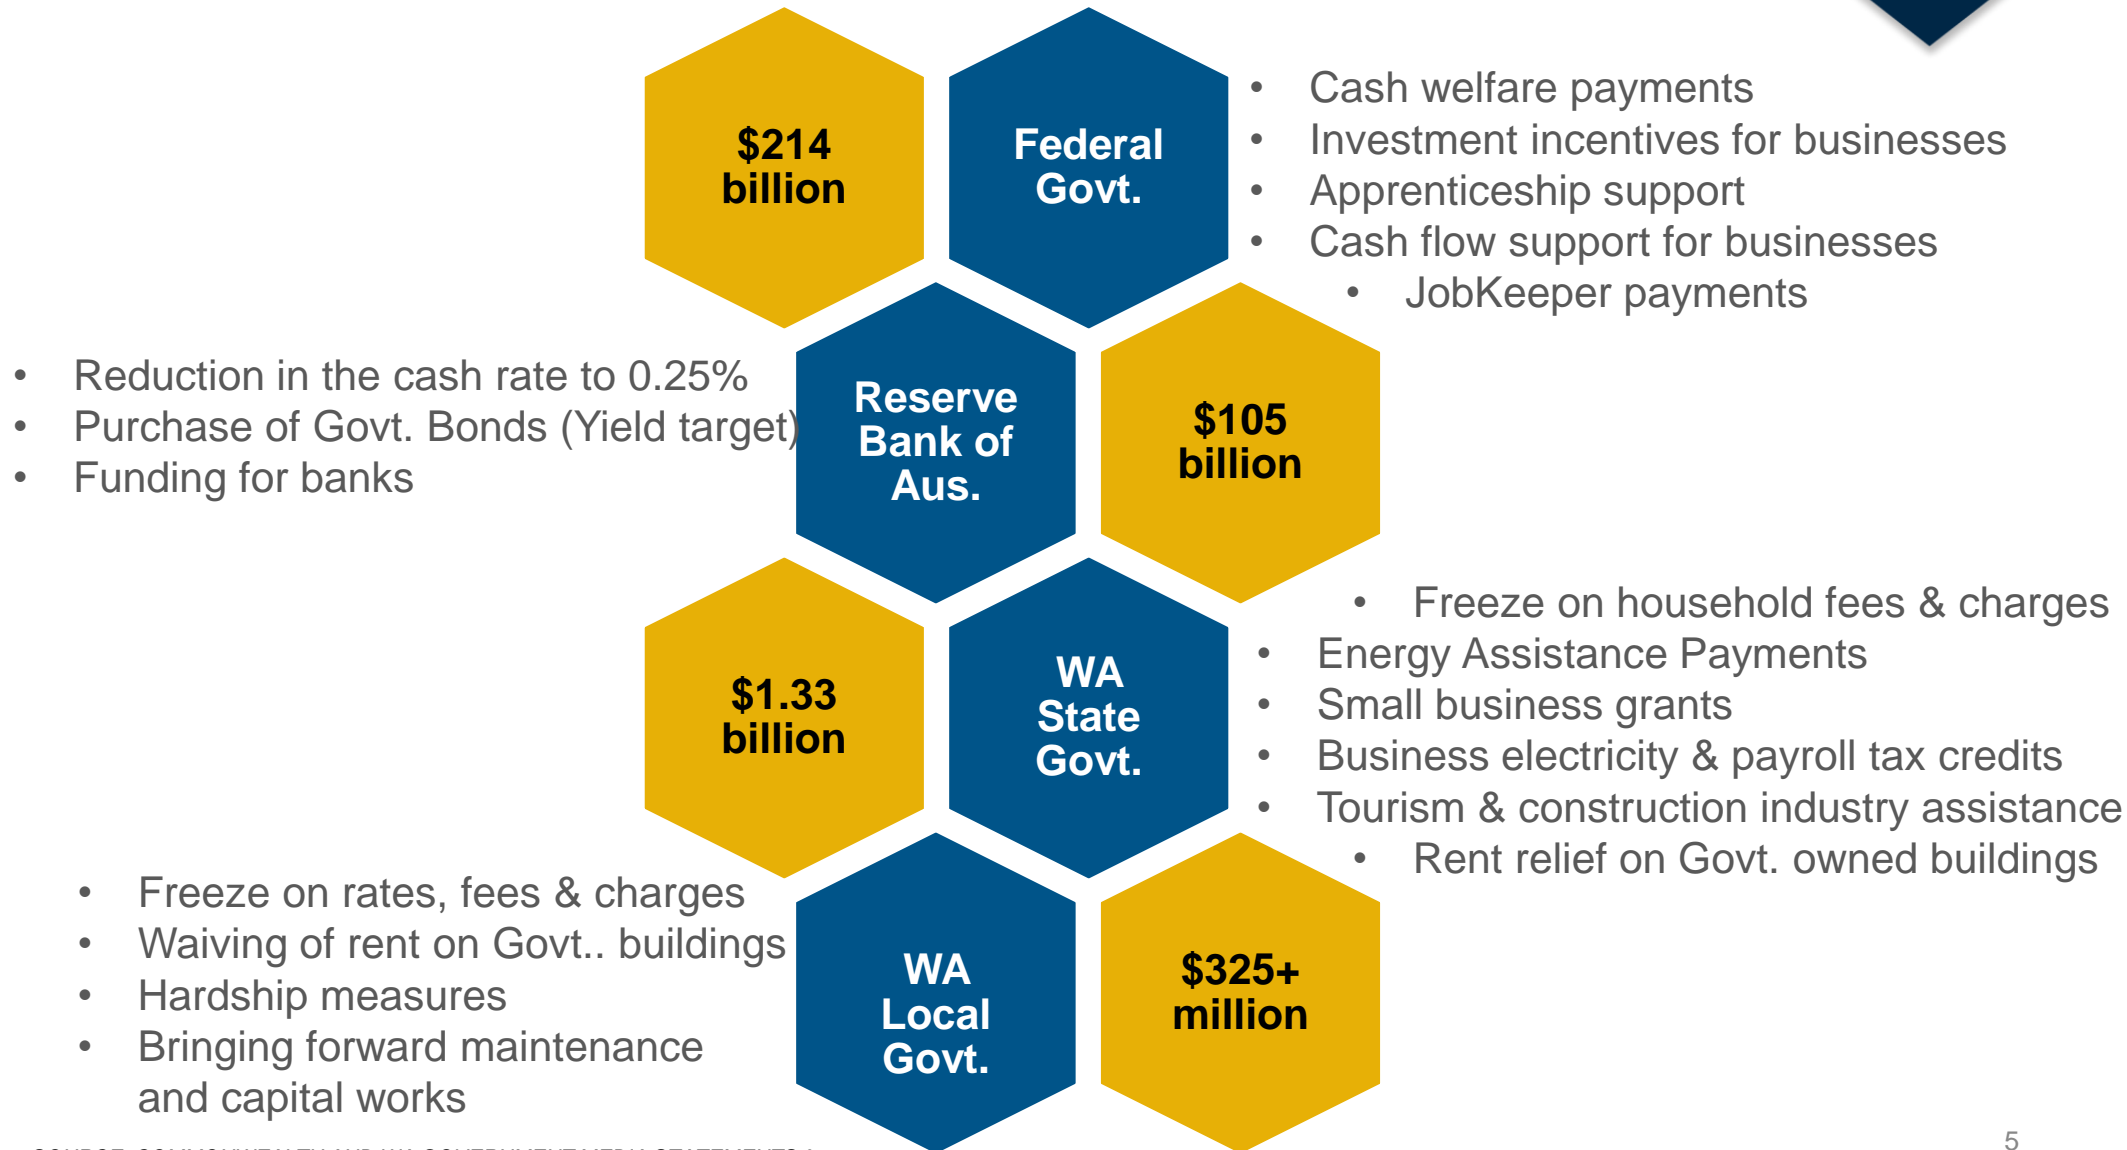 $214
billion
Federal
Govt.
• Cash welfare payments
• Investment incentives for businesses
• Apprenticeship support
• Cash flow support for businesses
• JobKeeper payments
• Reduction in the cash rate to 0.25%
• Purchase of Govt. Bonds (Yield target)
• Funding for banks
Reserve
Bank of
Aus.
$105
billion
$1.33
billion
WA
State
Govt.
• Freeze on household fees & charges
• Energy Assistance Payments
• Small business grants
• Business electricity & payroll tax credits
• Tourism & construction industry assistance
• Rent relief on Govt. owned buildings
• Freeze on rates, fees & charges
• Waiving of rent on Govt.. buildings
• Hardship measures
• Bringing forward maintenance
and capital works
WA
Local
Govt.
$325+
million
5